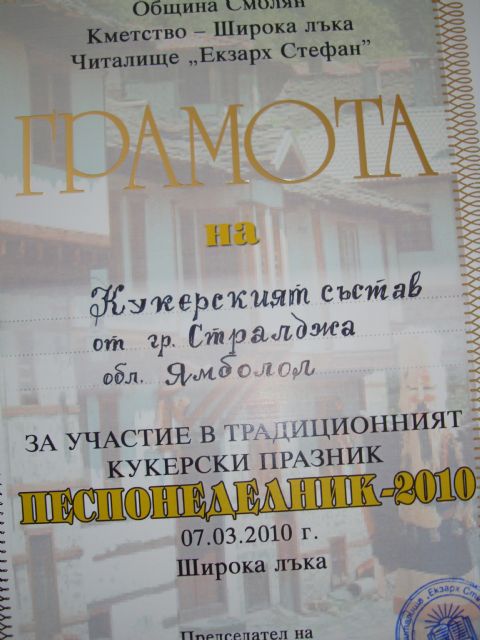 Община Смолян
Кметство – Широка лъка
Читалище „Екзарх Стефан”
ГРАМОТА
на
Кукерският състав
от гр. Стралджа
обл. Ямболол
ЗА УЧАСТИЕ В ТРАДИЦИОННИЯТ
КУКЕРСКИ ПРАЗНИК
ПЕСПОНЕДЕЛНИК-2010
07.03.2010 г.
Широка лъка
Председател на